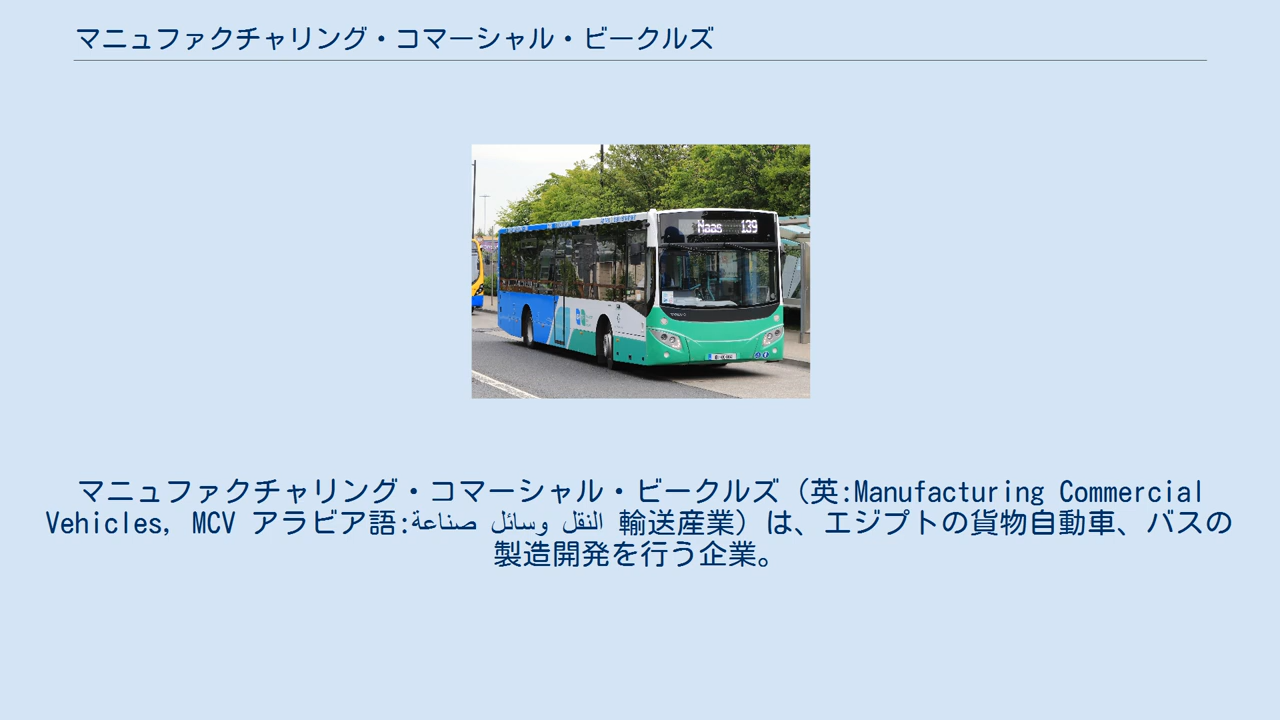 マニュファクチャリング・コマーシャル・ビークルズ
Naas 139
マニュファクチャリング・コマーシャル・ビークルズ（英:Manufacturing Commercial
Vehicles, MCV アラビア語:صناعة وسائل النقل 輸送産業）は、エジプトの貨物自動車、バスの
製造開発を行う企業。